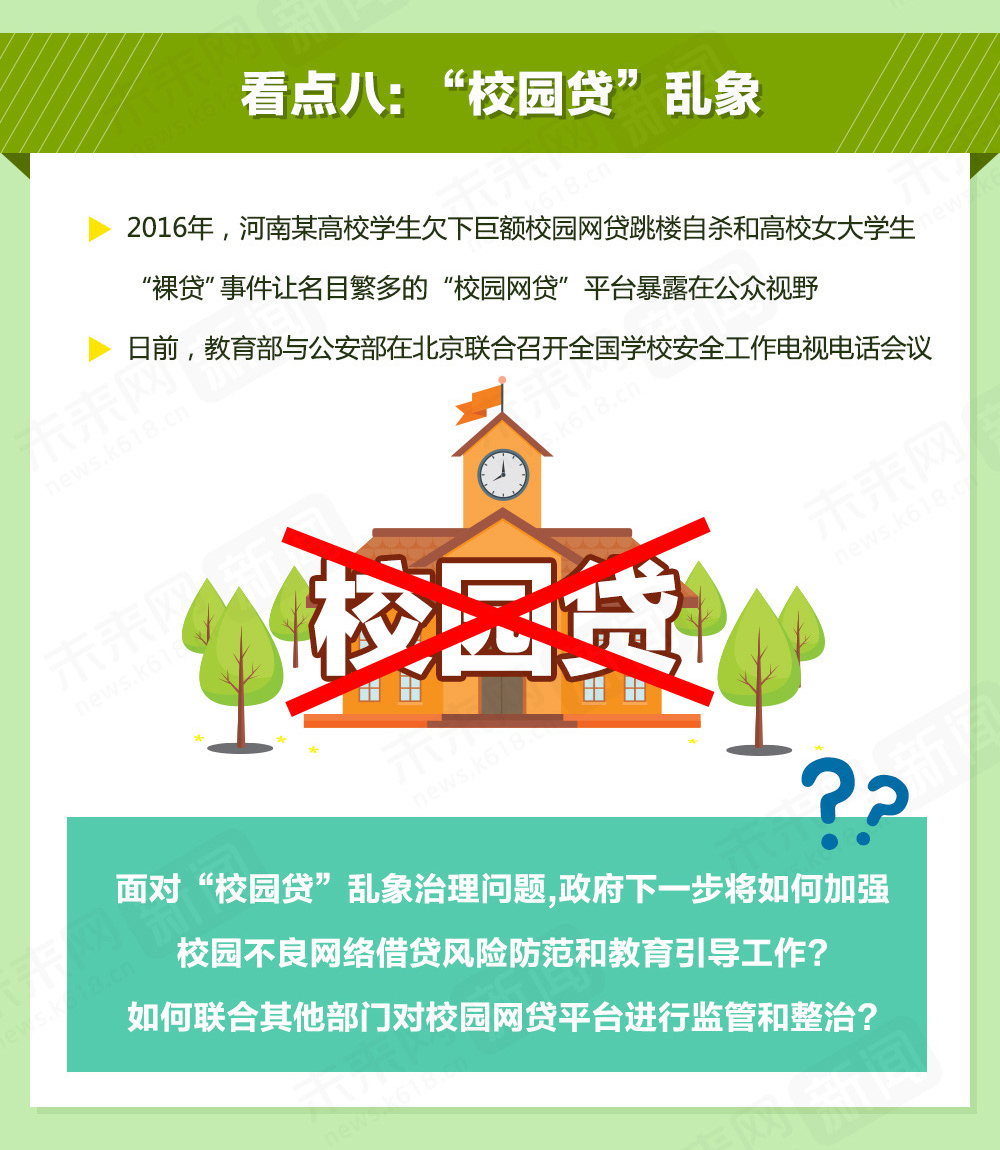 看点八：“校园贷”乱象
2016年，河南某高校学生欠下巨额校园网贷跳楼自杀和高校女大学生
“裸贷”事件让名目繁多的“校园网贷”平台暴露在公众视野
日前，教育部与公安部在北京联合召开全国学校安全工作电视电话会议
校园贷
??
面对“校园贷”乱象治理问题,政府下一步将如何加强
校园不良网络借贷风险防范和教育引导工作?
如何联合其他部门对校园网贷平台进行监管和整治?
未来网新闻
news.k618.cn